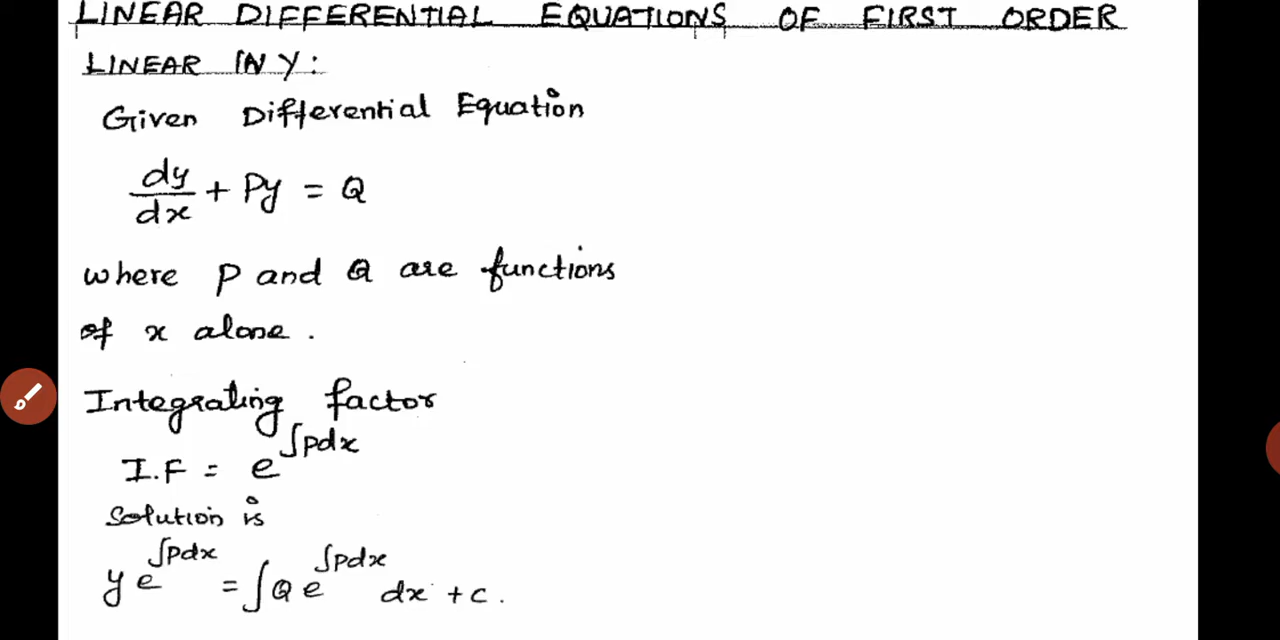 LINEAR DIFFERENTIAL EQUATIONS OF FIRST ORDER
LINEAR IN Y:
Given Differential Equation
dy/dx + Py = Q
where P and Q are functions
of x alone.
Integrating factor
I.F = e^∫pdx
Solution is
y e^∫pdx = ∫Q e^∫pdx dx + c.